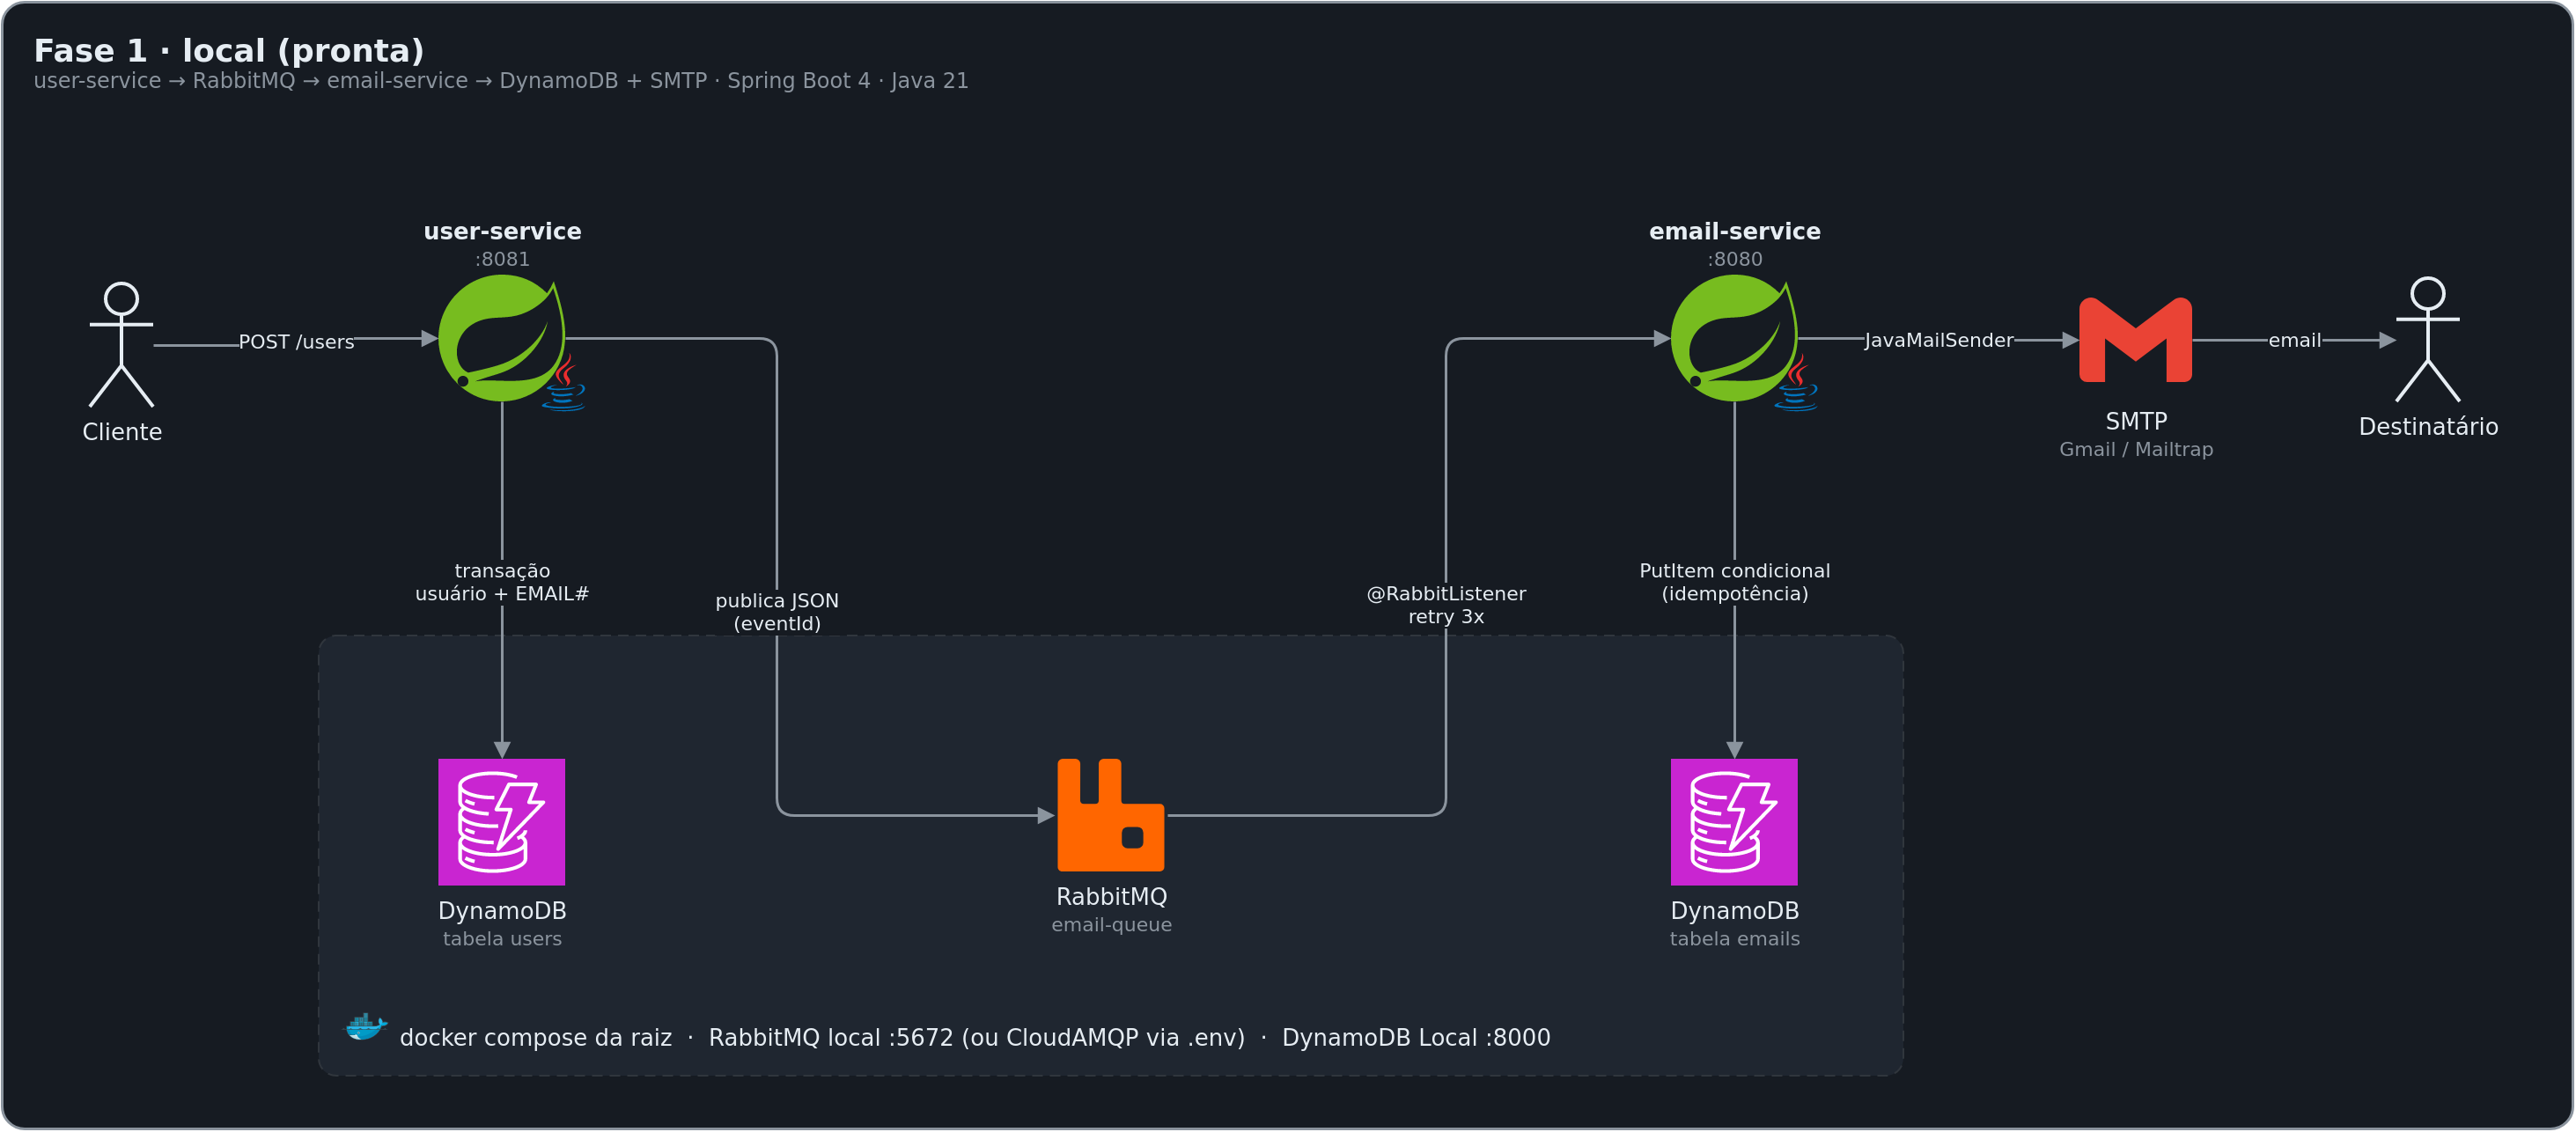 Fase 1 · local (pronta)
user-service → RabbitMQ → email-service → DynamoDB + SMTP · Spring Boot 4 · Java 21
user-service
:8081
email-service
:8080
POST /users
JavaMailSender
email
Cliente
SMTP
Gmail / Mailtrap
Destinatário
transação
usuário + EMAIL#
publica JSON
(eventId)
@RabbitListener
retry 3x
PutItem condicional
(idempotência)
DynamoDB
tabela users
RabbitMQ
email-queue
DynamoDB
tabela emails
docker compose da raiz · RabbitMQ local :5672 (ou CloudAMQP via .env) · DynamoDB Local :8000